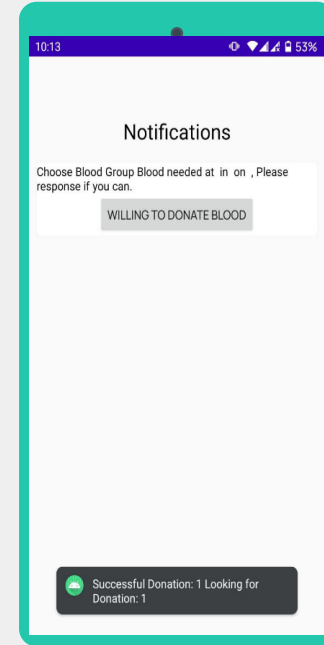 10:13 53%
Notifications
Choose Blood Group Blood needed at in on , Please
response if you can.
WILLING TO DONATE BLOOD
Successful Donation: 1 Looking for
Donation: 1